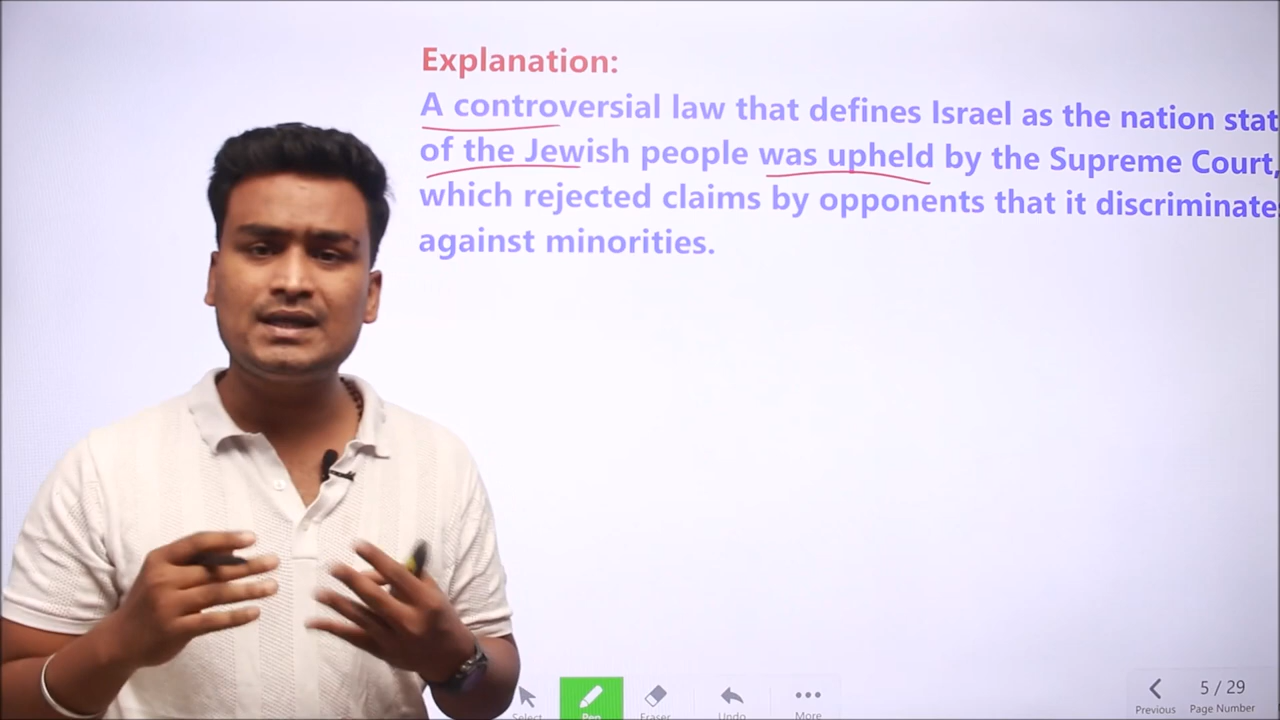 Explanation:
A controversial law that defines Israel as the nation stat
of the Jewish people was upheld by the Supreme Court,
which rejected claims by opponents that it discriminate
against minorities.
Select
Pen
Eraser
Undo
More
Previous
5 / 29
Page Number